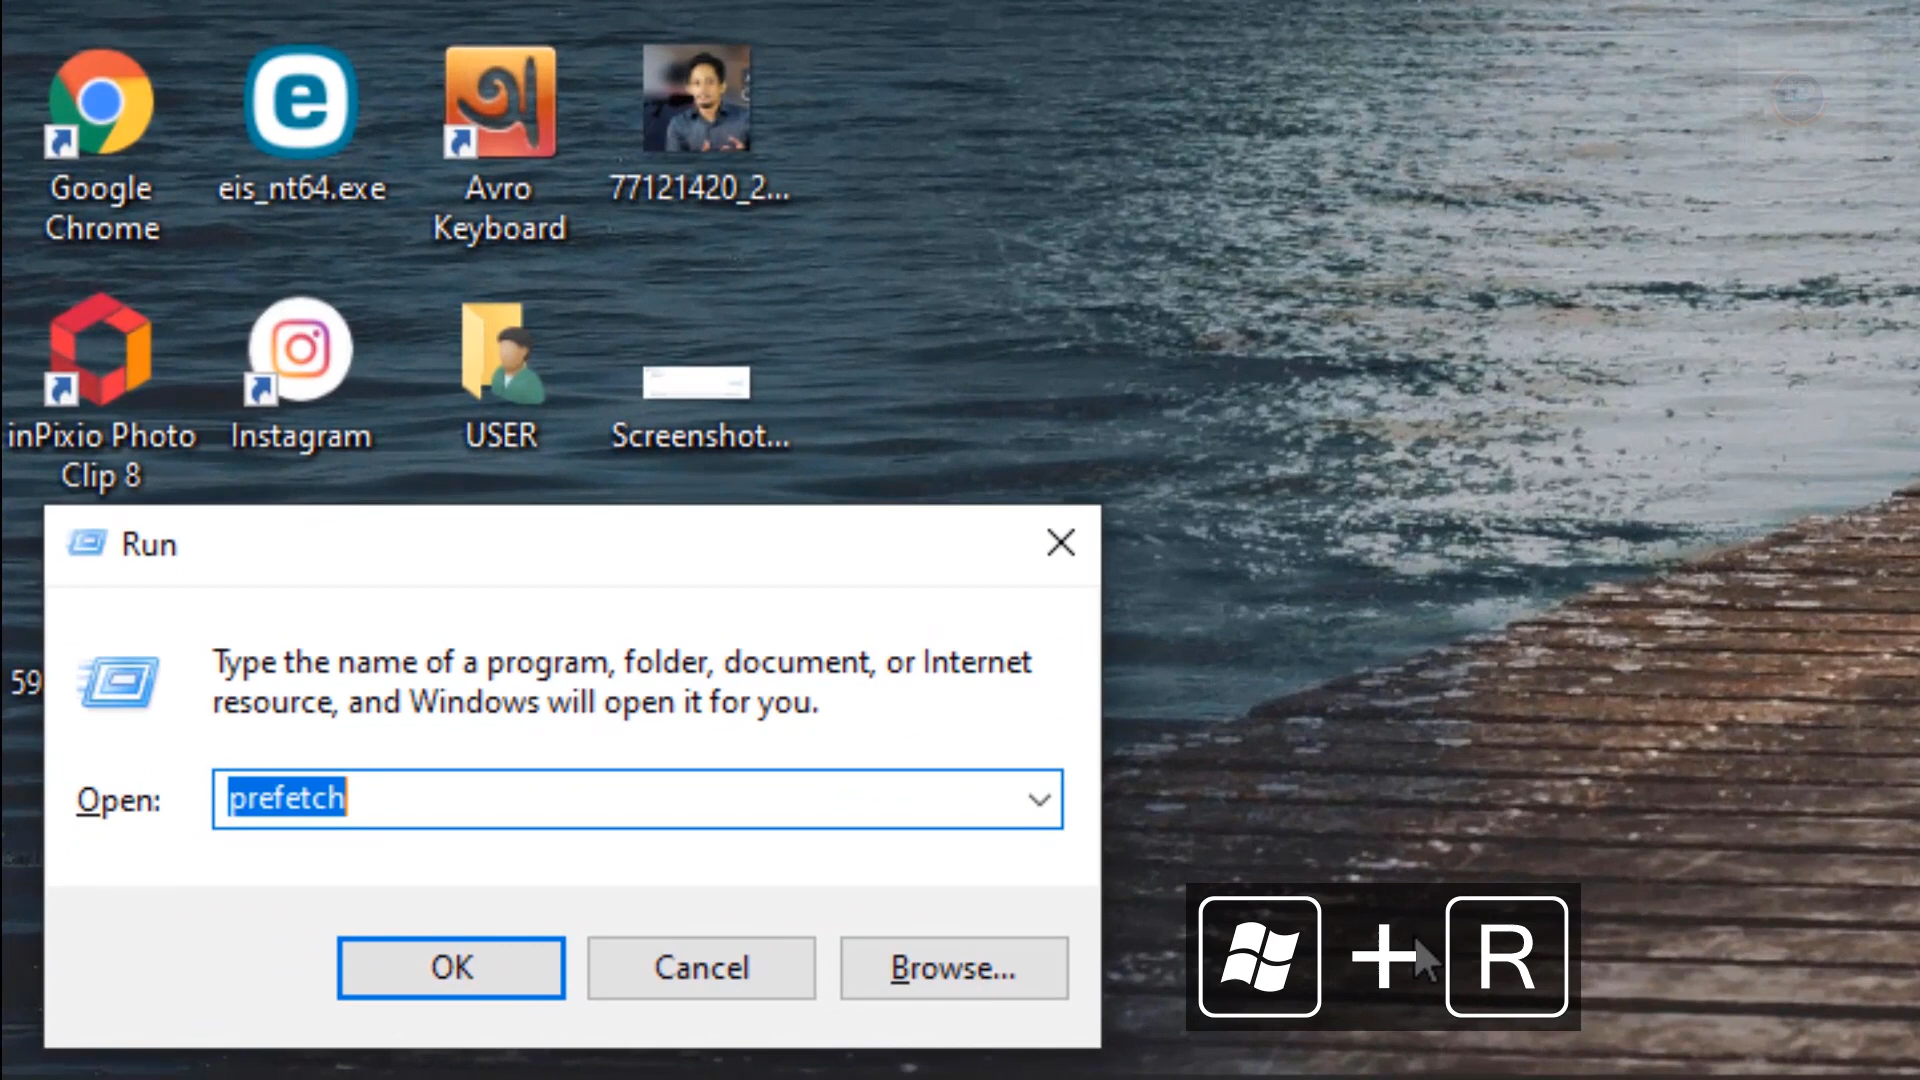 Google
Chrome
eis_nt64.exe
Avro
Keyboard
77121420_2...
inPixio Photo
Clip 8
Instagram
USER
Screenshot...
59
Run
Type the name of a program, folder, document, or Internet
resource, and Windows will open it for you.
Open:
prefetch
OK
Cancel
Browse...
+ R